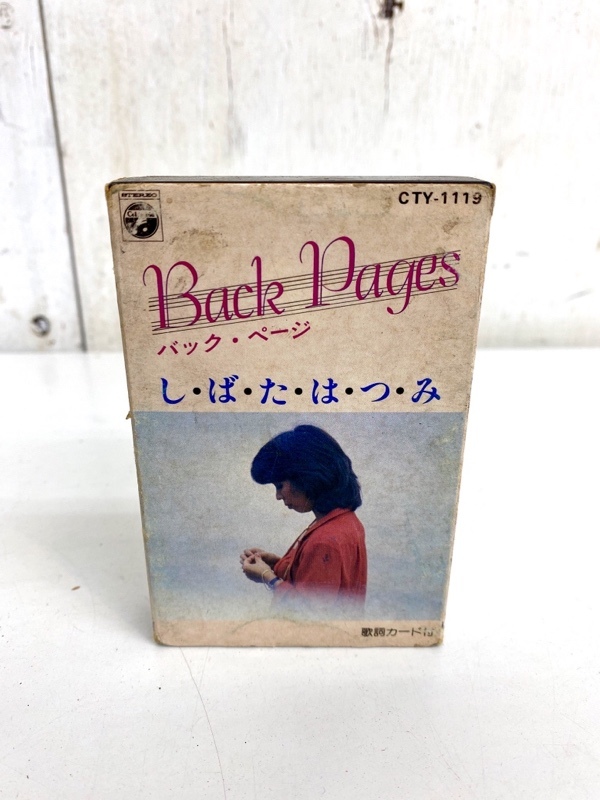 STEREO
CTY-1119
Back Pages
バック・ページ
し・ば・た・は・つ・み
歌詞カード